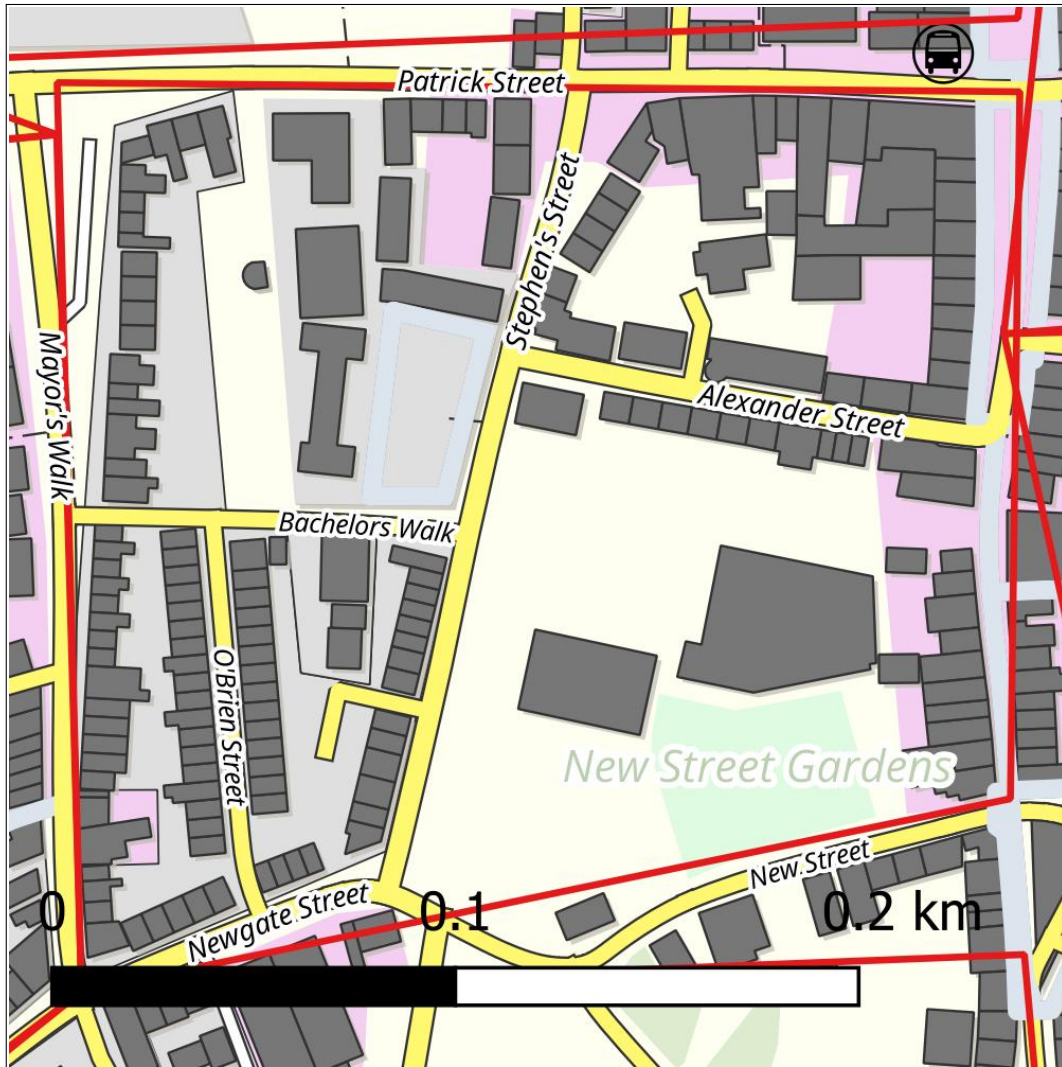 Patrick Street
Stephen's Street
Mayor's Walk
Alexander Street
Bachelors Walk
O'Brien Street
New Street Gardens
New Street
Newgate Street
0 0.1 0.2 km